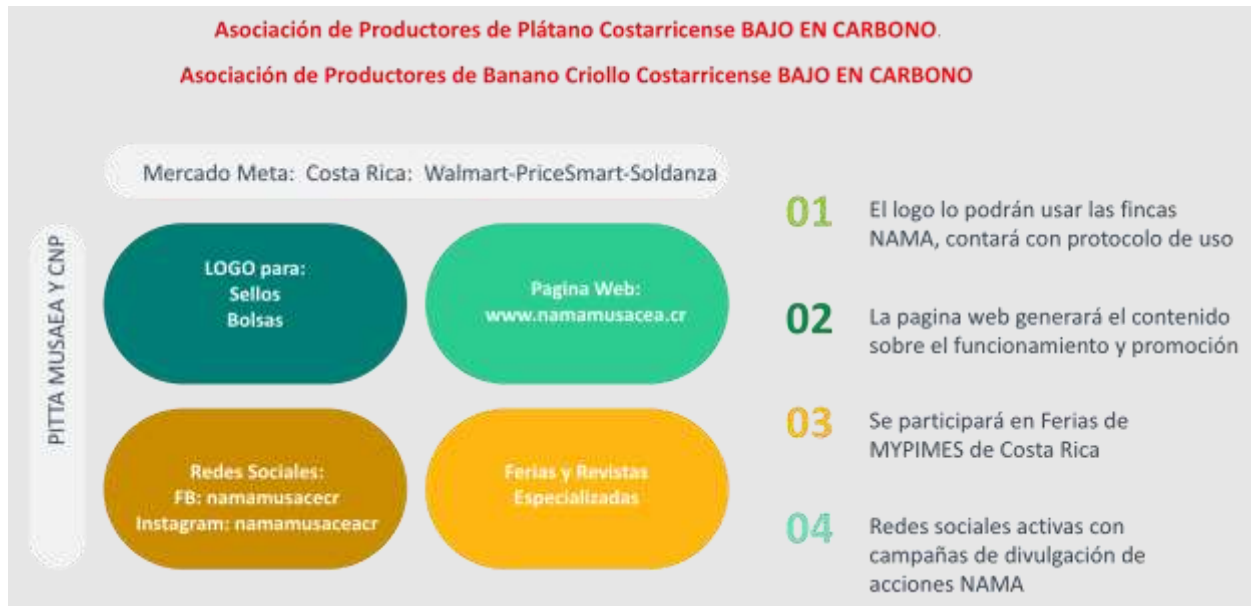 Asociación de Productores de Plátano Costarricense BAJO EN CARBONO.
Asociación de Productores de Banano Criollo Costarricense BAJO EN CARBONO
Mercado Meta: Costa Rica: Walmart-PriceSmart-Soldanza
PITTA MUSAEA Y CNP
LOGO para:
Sellos
Bolsas
Pagina Web:
www.namamusacea.cr
Redes Sociales:
FB: namamusacecr
Instagram: namamusaceacr
Ferias y Revistas
Especializadas
01
El logo lo podrán usar las fincas
NAMA, contará con protocolo de uso
02
La pagina web generará el contenido
sobre el funcionamiento y promoción
03
Se participará en Ferias de
MYPIMES de Costa Rica
04
Redes sociales activas con
campañas de divulgación de
acciones NAMA